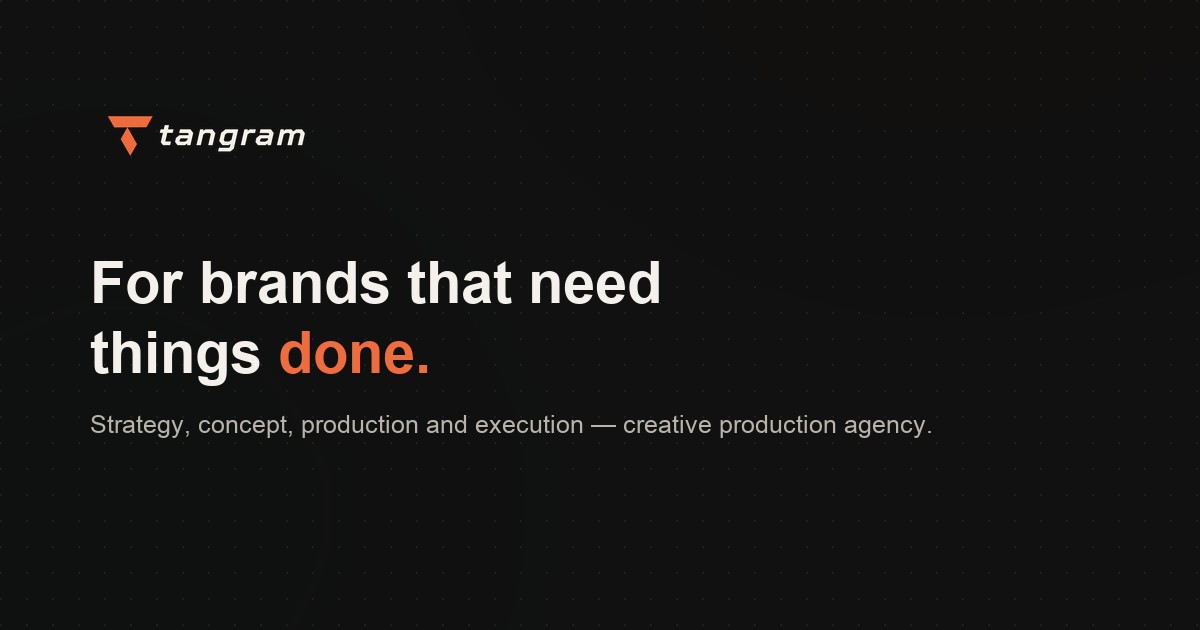 tangram
For brands that need
things done.
Strategy, concept, production and execution — creative production agency.